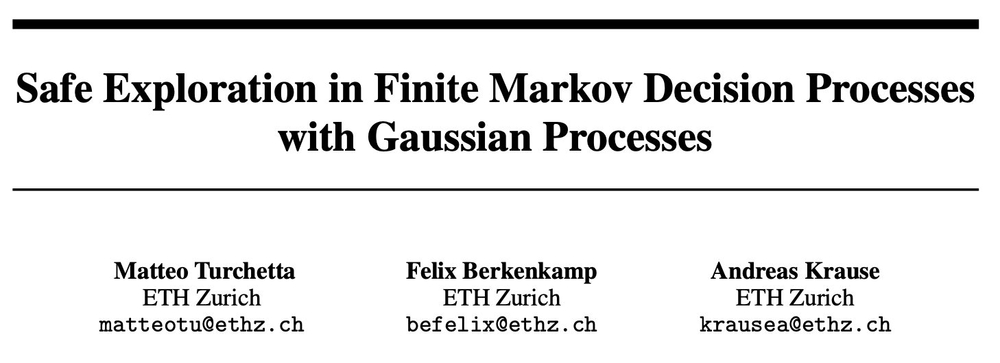 Safe Exploration in Finite Markov Decision Processes
with Gaussian Processes
Matteo Turchetta
ETH Zurich
matteotu@ethz.ch
Felix Berkenkamp
ETH Zurich
befelix@ethz.ch
Andreas Krause
ETH Zurich
krausea@ethz.ch